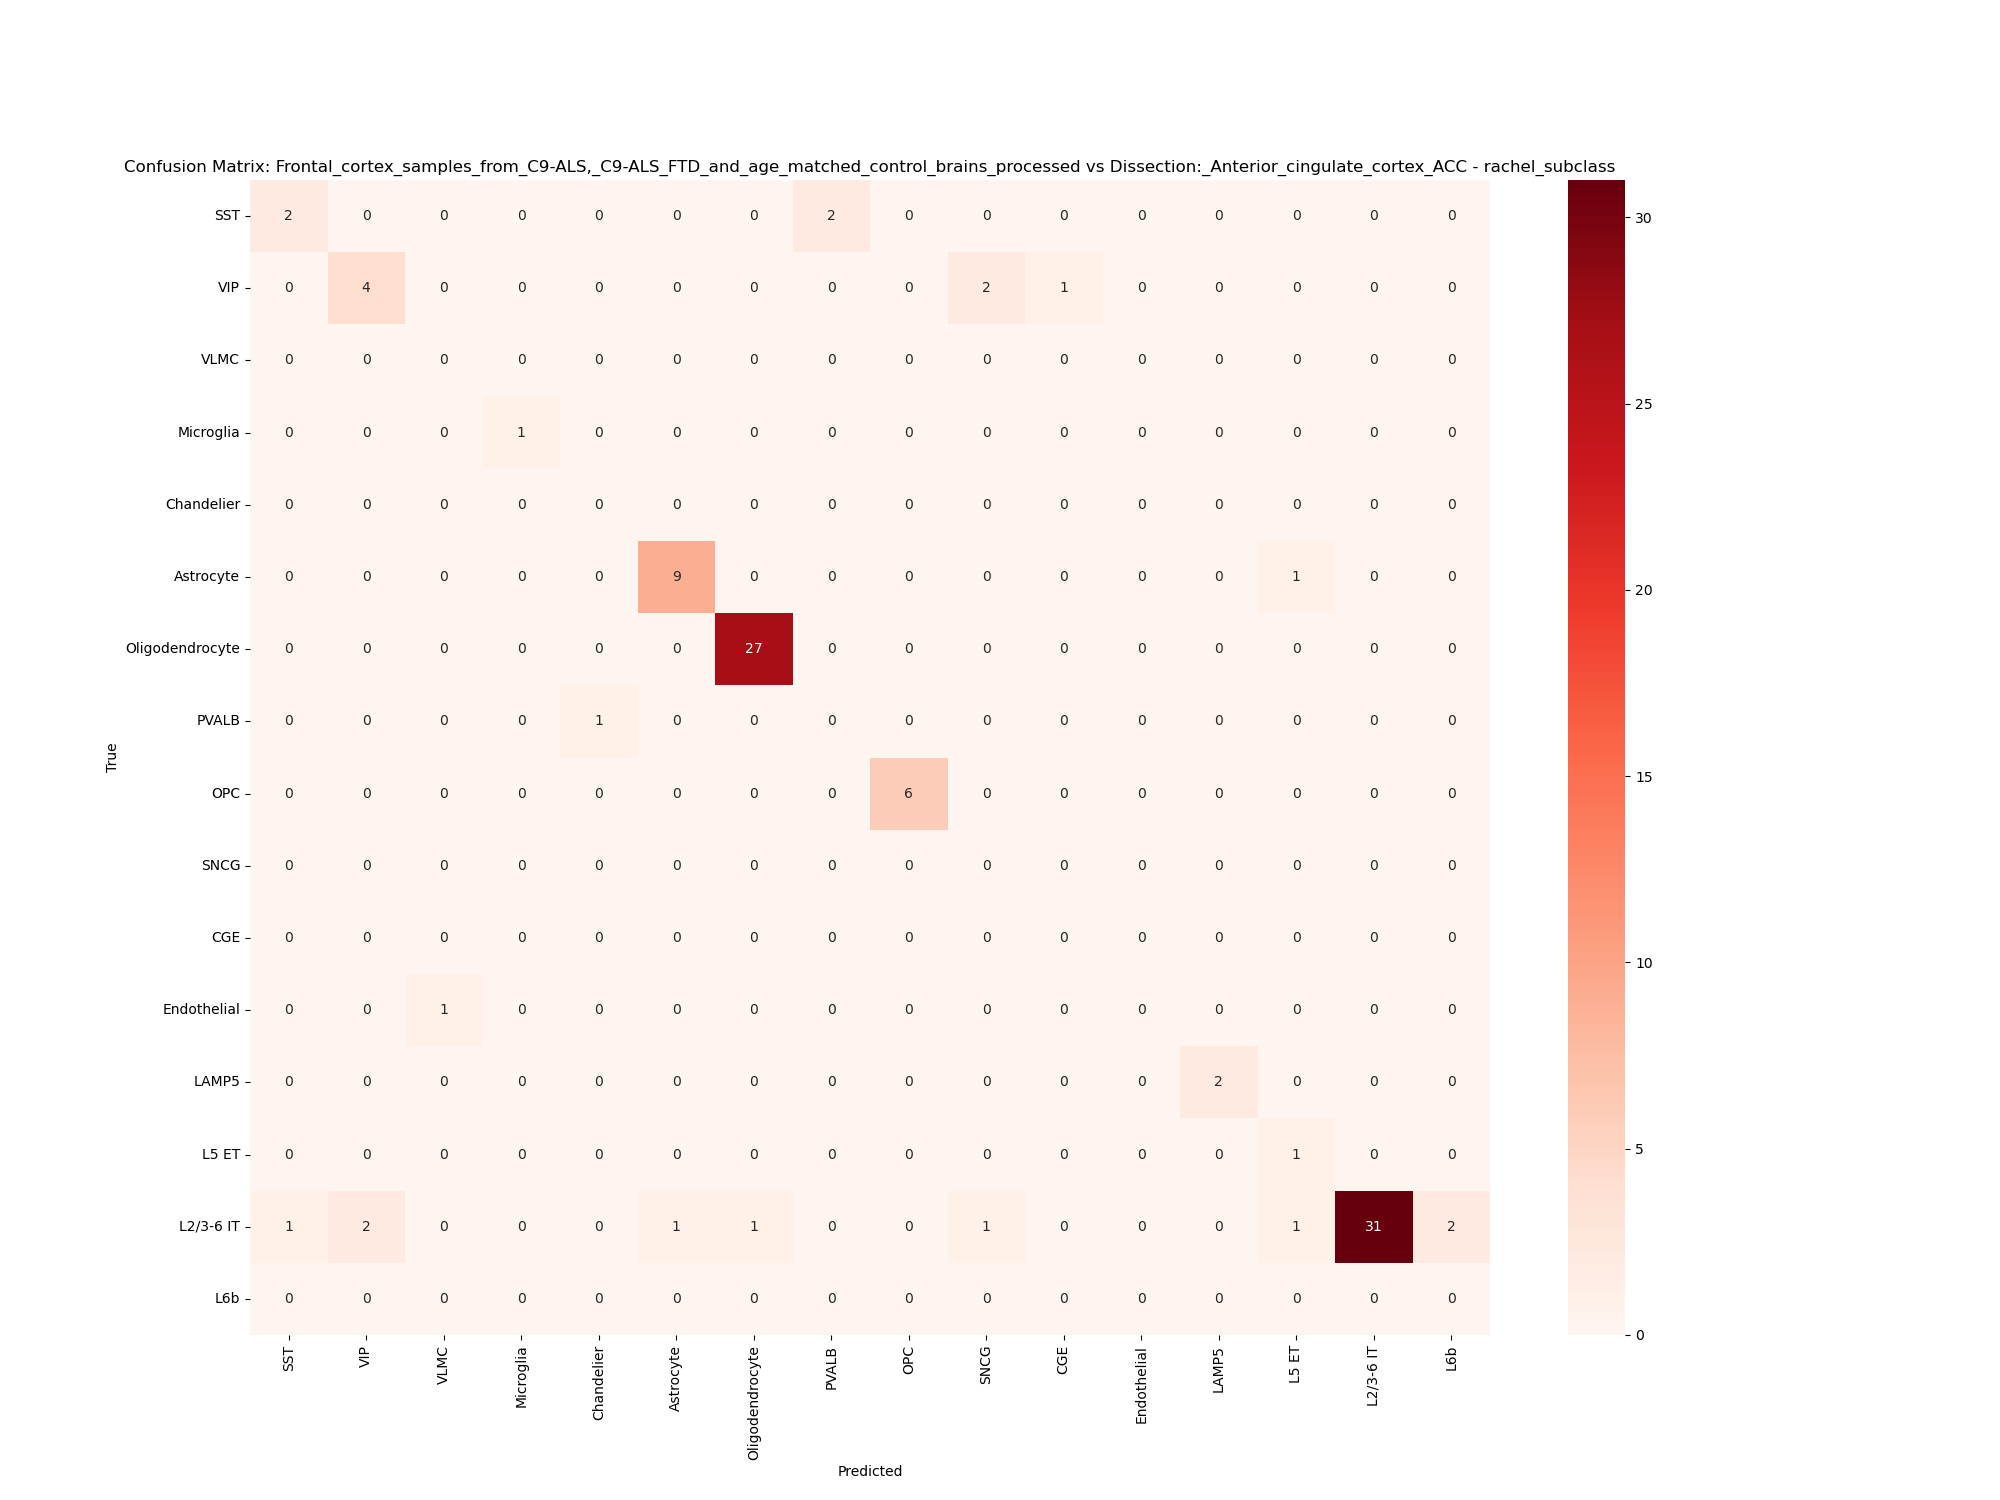 Confusion Matrix: Frontal_cortex_samples_from_C9-ALS,_C9-ALS_FTD_and_age_matched_control_brains_processed vs Dissection:_Anterior_cingulate_cortex_ACC - rachel_subclass
SST 2 0 0 0 0 0 0 2 0 0 0 0 0 0 0 0
VIP 0 4 0 0 0 0 0 0 0 2 1 0 0 0 0 0
VLMC 0 0 0 0 0 0 0 0 0 0 0 0 0 0 0 0
Microglia 0 0 0 1 0 0 0 0 0 0 0 0 0 0 0 0
Chandelier 0 0 0 0 0 0 0 0 0 0 0 0 0 0 0 0
Astrocyte 0 0 0 0 0 9 0 0 0 0 0 0 0 1 0 0
Oligodendrocyte 0 0 0 0 0 0 27 0 0 0 0 0 0 0 0 0
PVALB 0 0 0 0 1 0 0 0 0 0 0 0 0 0 0 0
OPC 0 0 0 0 0 0 0 0 6 0 0 0 0 0 0 0
SNCG 0 0 0 0 0 0 0 0 0 0 0 0 0 0 0 0
CGE 0 0 0 0 0 0 0 0 0 0 0 0 0 0 0 0
Endothelial 0 0 1 0 0 0 0 0 0 0 0 0 0 0 0 0
LAMP5 0 0 0 0 0 0 0 0 0 0 0 0 2 0 0 0
L5 ET 0 0 0 0 0 0 0 0 0 0 0 0 0 1 0 0
L2/3-6 IT 1 2 0 0 0 1 1 0 0 1 0 0 0 1 31 2
L6b 0 0 0 0 0 0 0 0 0 0 0 0 0 0 0 0
True
SST VIP VLMC Microglia Chandelier Astrocyte Oligodendrocyte PVALB OPC SNCG CGE Endothelial LAMP5 L5 ET L2/3-6 IT L6b
Predicted
30
25
20
15
10
5
0